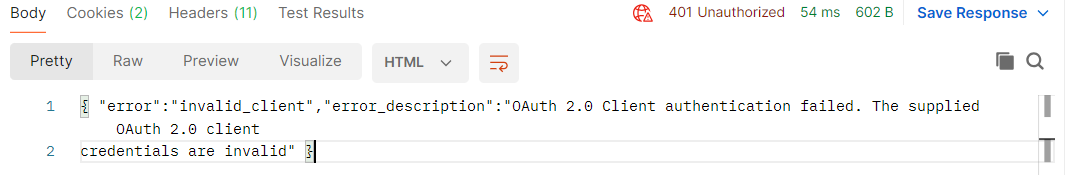 Body Cookies (2) Headers (11) Test Results 401 Unauthorized 54 ms 602 B Save Response
Pretty Raw Preview Visualize HTML
1 { "error":"invalid_client","error_description":"OAuth 2.0 Client authentication failed. The supplied
OAuth 2.0 client
2 credentials are invalid" }